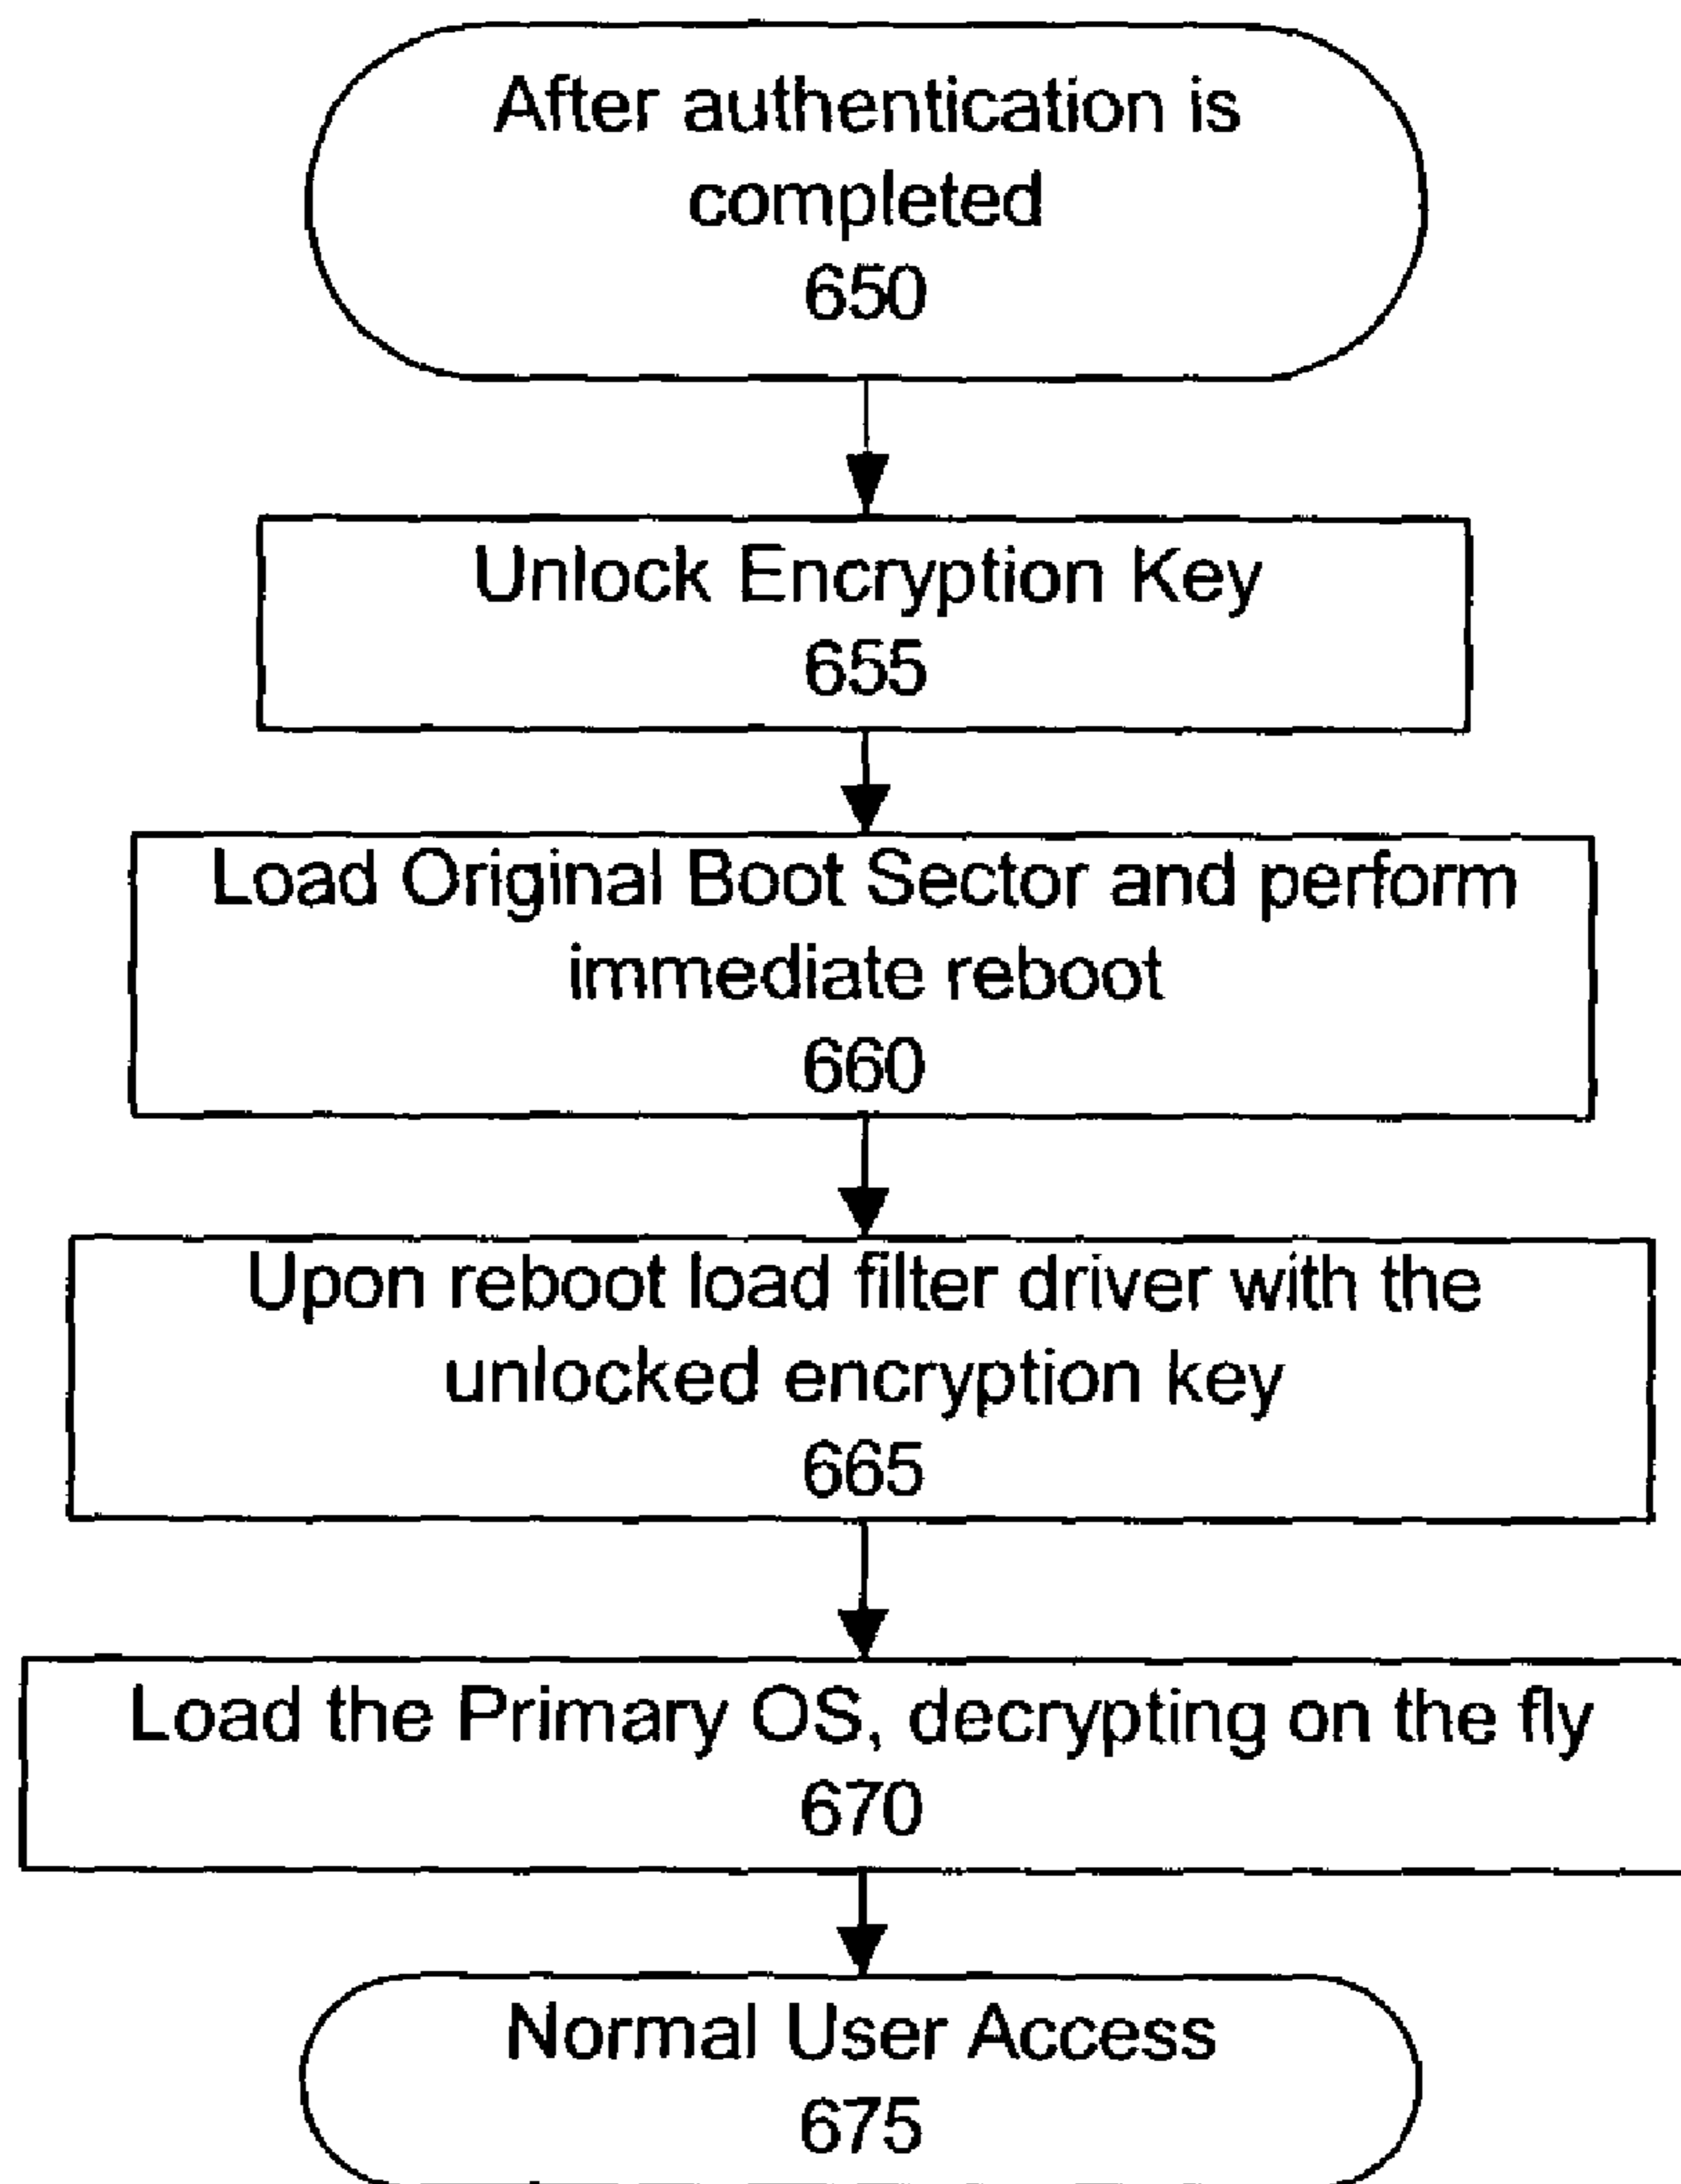 After authentication is
completed
650
Unlock Encryption Key
655
Load Original Boot Sector and perform
immediate reboot
660
Upon reboot load filter driver with the
unlocked encryption key
665
Load the Primary OS, decrypting on the fly
670
Normal User Access
675